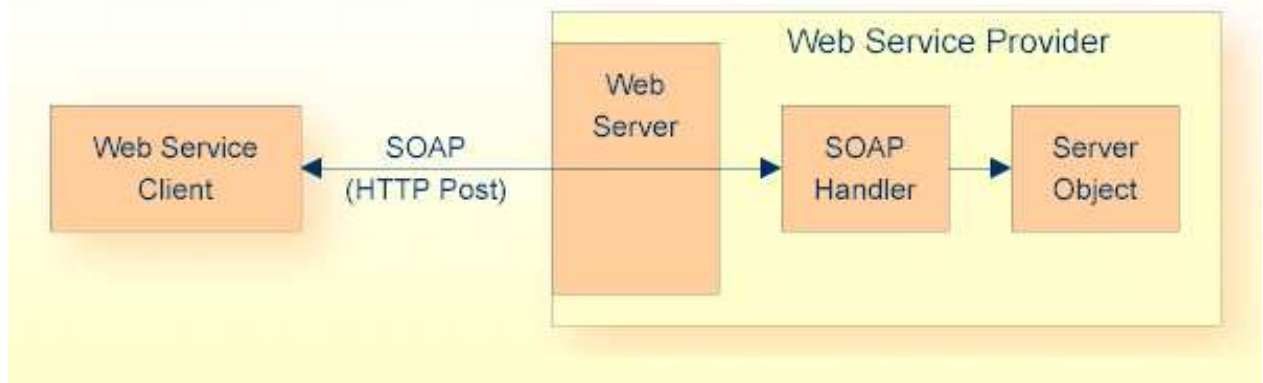 Web Service Provider
Web
Server
Web Service
Client
SOAP
(HTTP Post)
SOAP
Handler
Server
Object